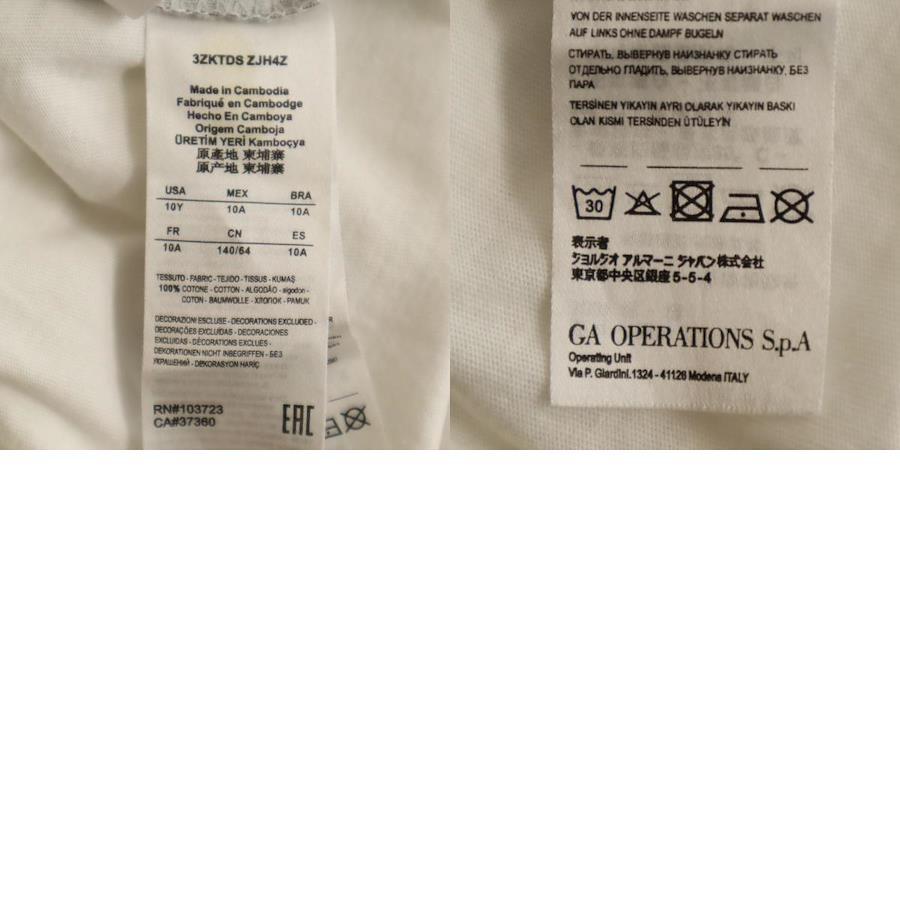 3ZKTDS ZJH4Z
Made in Cambodia
Fabriqué en Cambodge
Hecho En Camboya
Origem Camboja
ÜRETİM YERİ Kamboçya
原產地 柬埔寨
原产地 柬埔寨
USA MEX BRA
10Y 10A 10A
FR CN ES
10A 140/64 10A
TESSUTO - FABRIC - TEJIDO - TISSUS - KUMAŞ
100% COTONE - COTTON - ALGODÃO - algodon -
COTON - BAUMWOLLE - ХЛОПОК - PAMUK
DECORAZIONI ESCLUSE - DECORATIONS EXCLUDED -
DECORAÇÕES EXCLUIDAS - DECORACIONES
EXCLUIDAS - DÉCORATIONS EXCLUES -
DEKORATIONEN NICHT INBEGRIFFEN - БЕЗ
УКРАШЕНИЙ - DEKORASYON HARİÇ
RN#103723
CA#37360
EAC
VON DER INNENSEITE WASCHEN SEPARAT WASCHEN
AUF LINKS OHNE DAMPF BUGELN
СТИРАТЬ, ВЫВЕРНУВ НАИЗНАНКУ СТИРАТЬ
ОТДЕЛЬНО ГЛАДИТЬ, ВЫВЕРНУВ НАИЗНАНКУ, БЕЗ
ПАРА
TERSINEN YIKAYIN AYRI OLARAK YIKAYIN BASKI
OLAN KISMI TERSİNDEN ÜTÜLEYİN
30
表示者
ジョルジオ アルマーニ ジャパン株式会社
東京都中央区銀座 5-5-4
GA OPERATIONS S.p.A
Operating Unit
Via P. Giardini.1324 - 41126 Modena ITALY